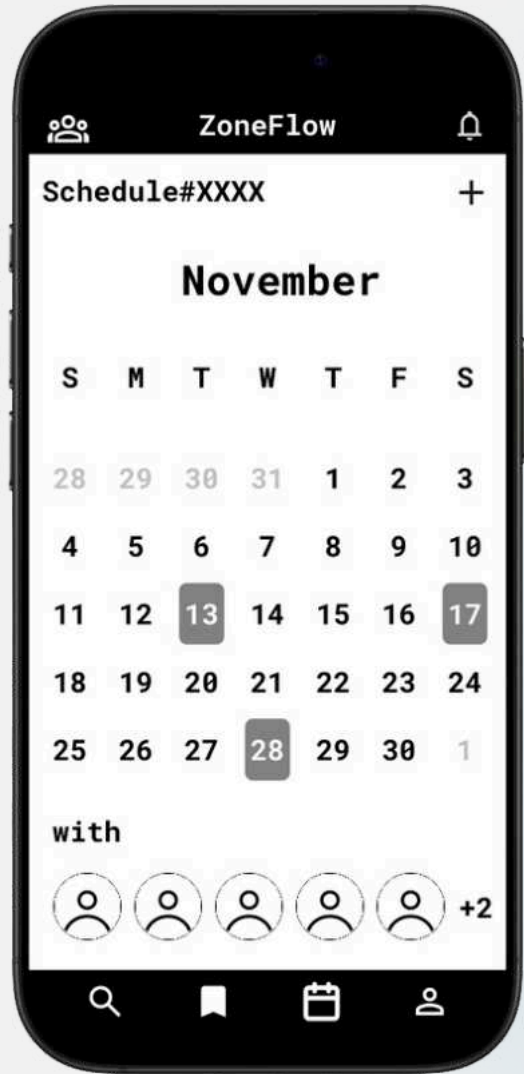 ZoneFlow
Schedule#XXXX +
November
S M T W T F S
28 29 30 31 1 2 3
4 5 6 7 8 9 10
11 12 13 14 15 16 17
18 19 20 21 22 23 24
25 26 27 28 29 30 1
with
+2